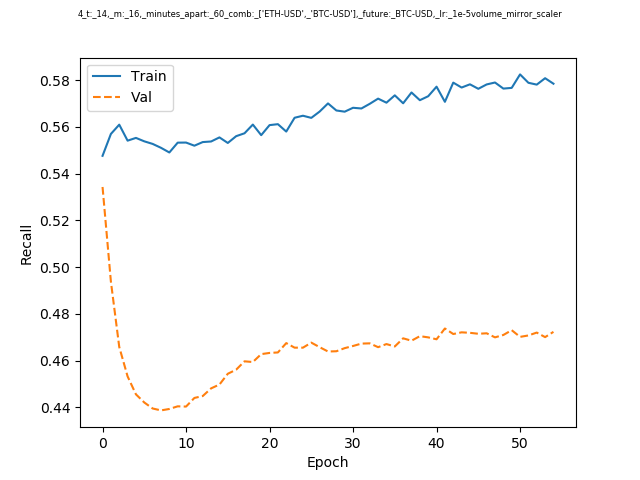 4_t:_14,_m:_16,_minutes_apart:_60_comb:_['ETH-USD',_'BTC-USD'],_future:_BTC-USD,_lr:_1e-5volume_mirror_scaler
Train
Val
0.58
0.56
0.54
0.52
0.50
0.48
0.46
0.44
Recall
0 10 20 30 40 50
Epoch